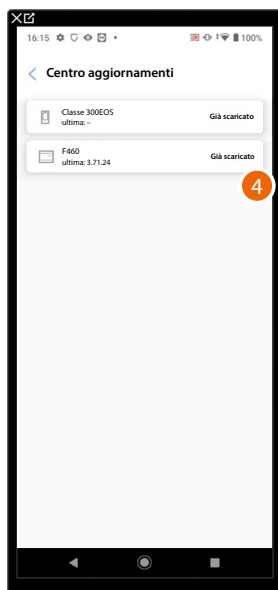 16:15
100%
Centro aggiornamenti
Classe 300EOS
ultima: –
Già scaricato
F460
ultima: 3.71.24
Già scaricato
4